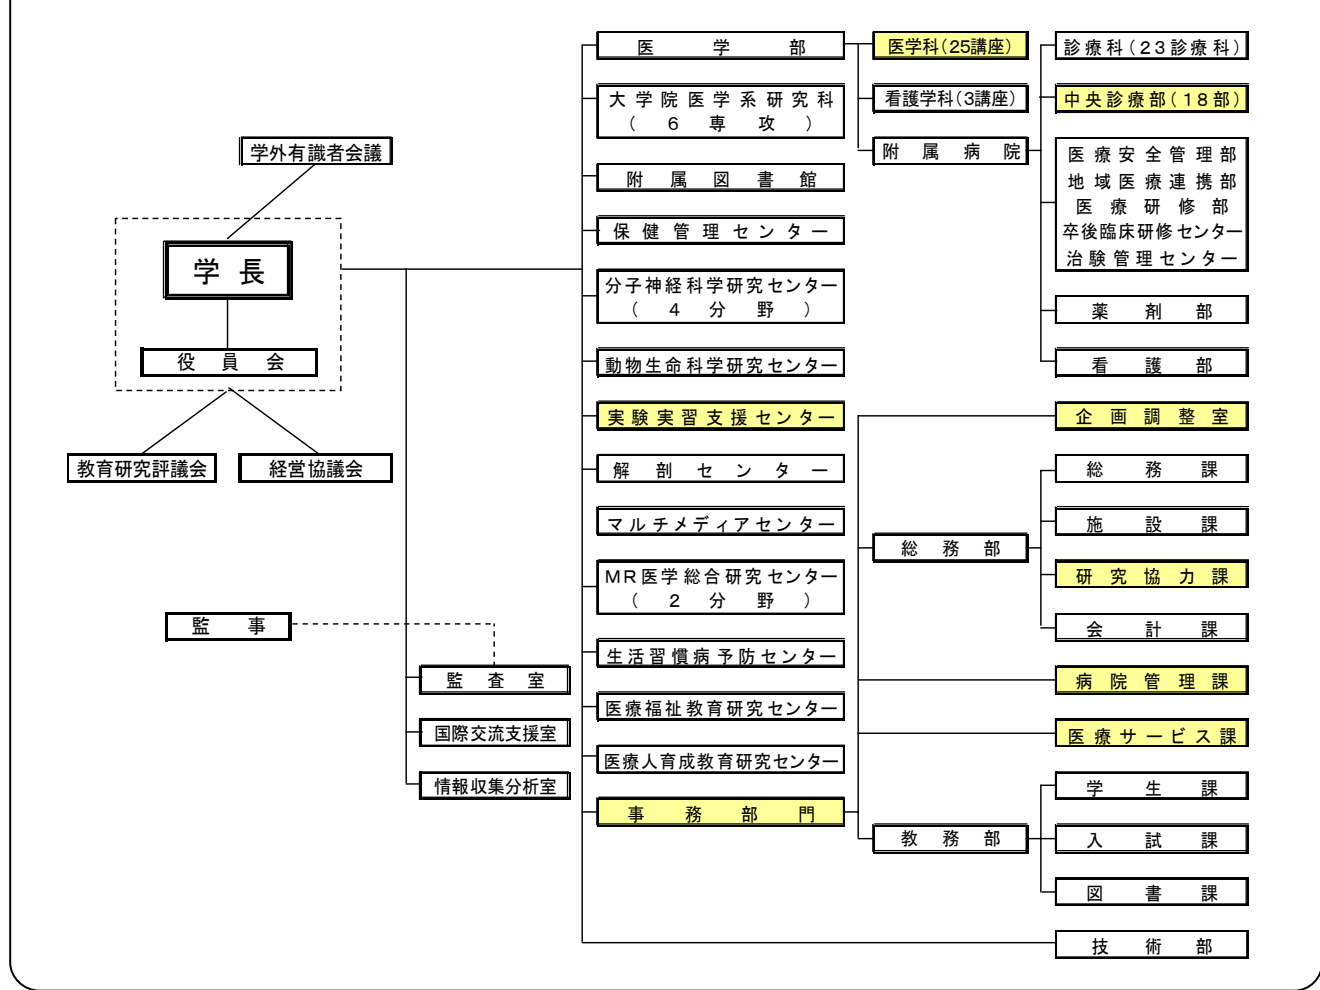 学外有識者会議
学長
役員会
教育研究評議会
経営協議会
監事
監査室
国際交流支援室
情報収集分析室
医学部
大学院医学系研究科
(6専攻)
附属図書館
保健管理センター
分子神経科学研究センター
(4分野)
動物生命科学研究センター
実験実習支援センター
解剖センター
マルチメディアセンター
MR医学総合研究センター
(2分野)
生活習慣病予防センター
医療福祉教育研究センター
医療人育成教育研究センター
事務部門
医学科(25講座)
看護学科(3講座)
附属病院
診療科(23診療科)
中央診療部(18部)
医療安全管理部
地域医療連携部
医療研修部
卒後臨床研修センター
治験管理センター
薬剤部
看護部
企画調整室
総務部
総務課
施設課
研究協力課
会計課
病院管理課
医療サービス課
教務部
学生課
入試課
図書課
技術部